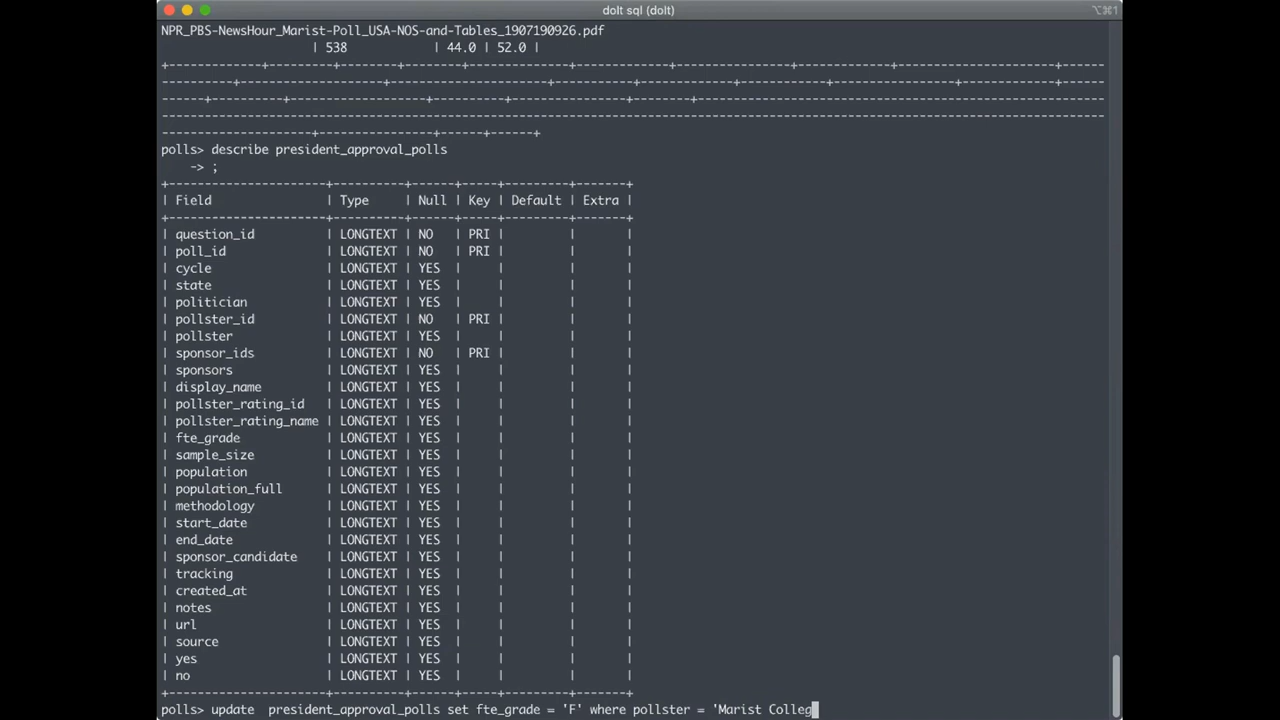 dolt sql (dolt)
⌥⌘1
NPR_PBS-NewsHour_Marist-Poll_USA-NOS-and-Tables_1907190926.pdf
| 538 | 44.0 | 52.0 |
polls> describe president_approval_polls
-> ;
| Field | Type | Null | Key | Default | Extra |
| question_id | LONGTEXT | NO | PRI | | |
| poll_id | LONGTEXT | NO | PRI | | |
| cycle | LONGTEXT | YES | | | |
| state | LONGTEXT | YES | | | |
| politician | LONGTEXT | YES | | | |
| pollster_id | LONGTEXT | NO | PRI | | |
| pollster | LONGTEXT | YES | | | |
| sponsor_ids | LONGTEXT | NO | PRI | | |
| sponsors | LONGTEXT | YES | | | |
| display_name | LONGTEXT | YES | | | |
| pollster_rating_id | LONGTEXT | YES | | | |
| pollster_rating_name | LONGTEXT | YES | | | |
| fte_grade | LONGTEXT | YES | | | |
| sample_size | LONGTEXT | YES | | | |
| population | LONGTEXT | YES | | | |
| population_full | LONGTEXT | YES | | | |
| methodology | LONGTEXT | YES | | | |
| start_date | LONGTEXT | YES | | | |
| end_date | LONGTEXT | YES | | | |
| sponsor_candidate | LONGTEXT | YES | | | |
| tracking | LONGTEXT | YES | | | |
| created_at | LONGTEXT | YES | | | |
| notes | LONGTEXT | YES | | | |
| url | LONGTEXT | YES | | | |
| source | LONGTEXT | YES | | | |
| yes | LONGTEXT | YES | | | |
| no | LONGTEXT | YES | | | |
polls> update  president_approval_polls set fte_grade = 'F' where pollster = 'Marist Colleg